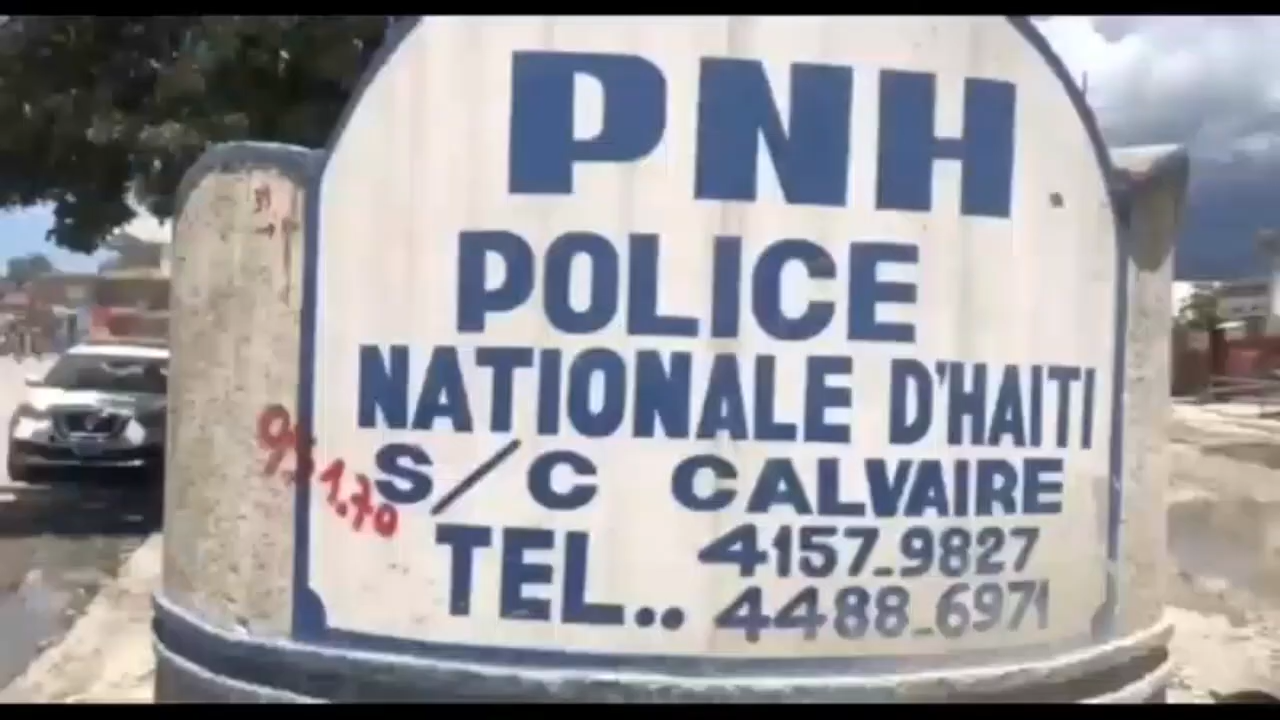 PNH
POLICE
NATIONALE D'HAITI
S/C CALVAIRE
TEL.. 4157-9827
4488-6971